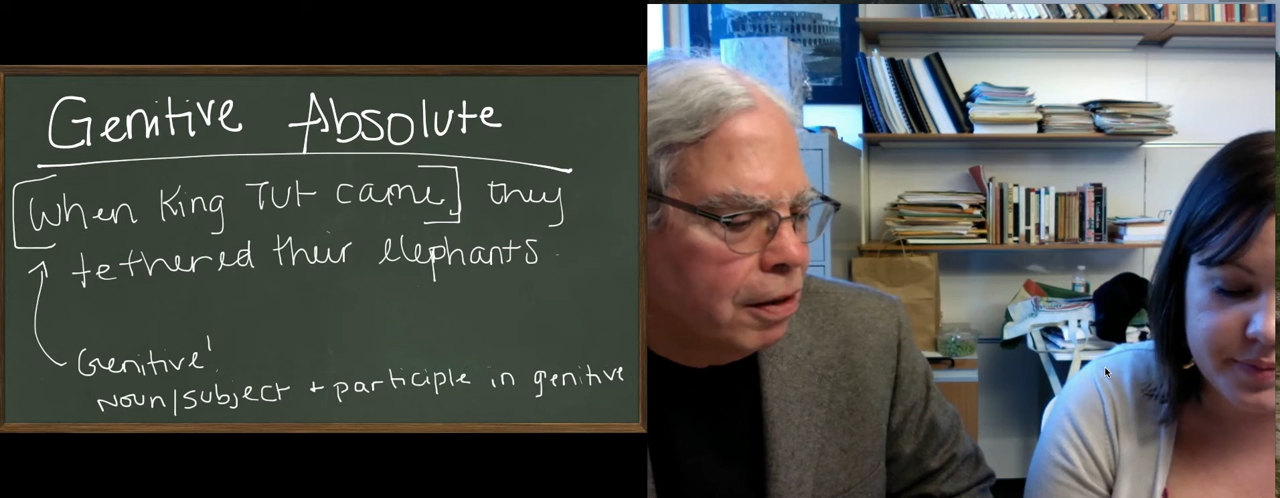 Genitive Absolute
[When King Tut came,] they
tethered their elephants.
Genitive!
Noun/subject + participle in genitive